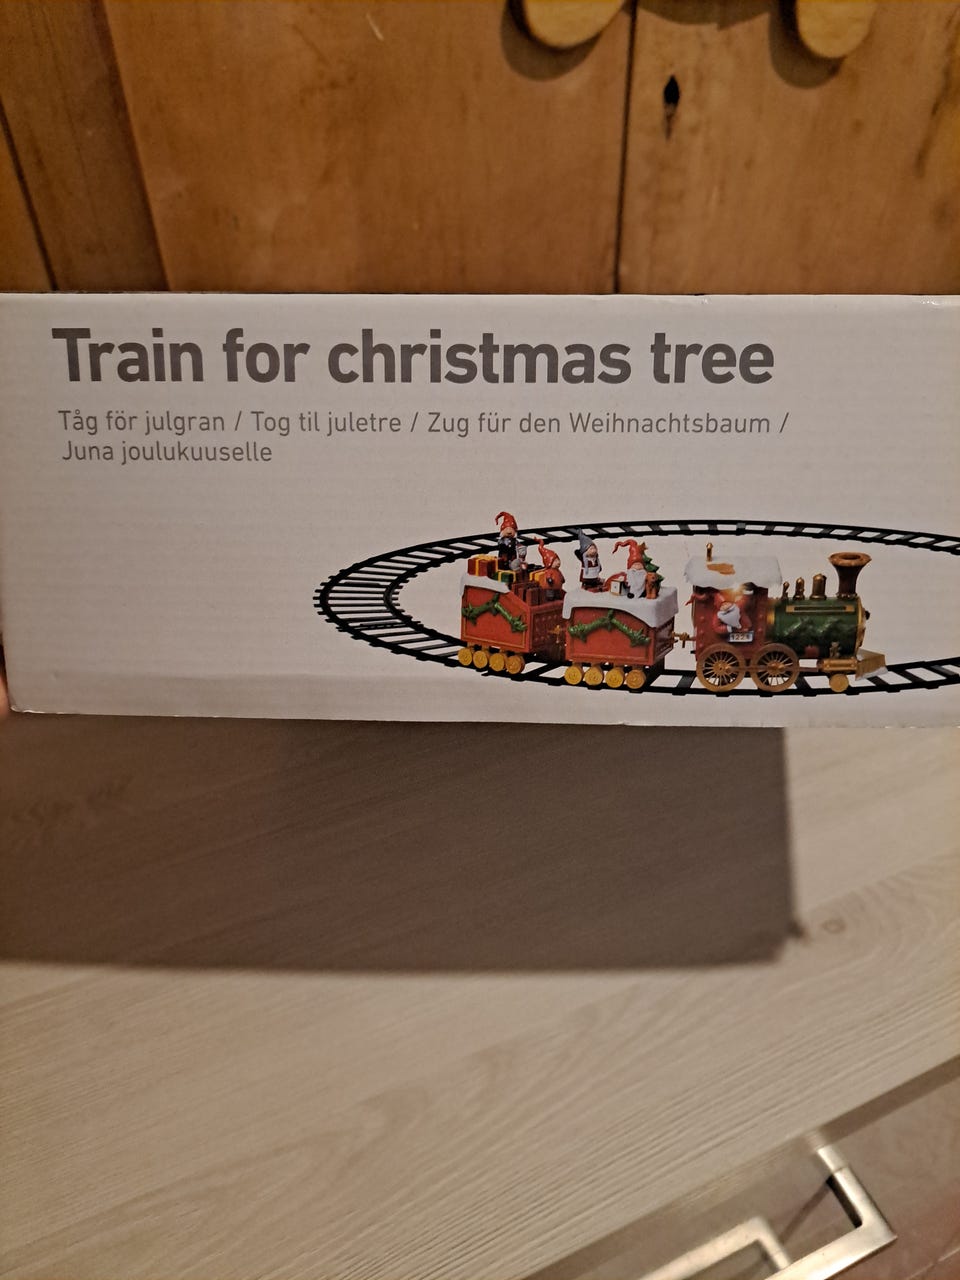 Train for christmas tree
Tåg för julgran / Tog til juletre / Zug für den Weihnachtsbaum /
Juna joulukuuselle